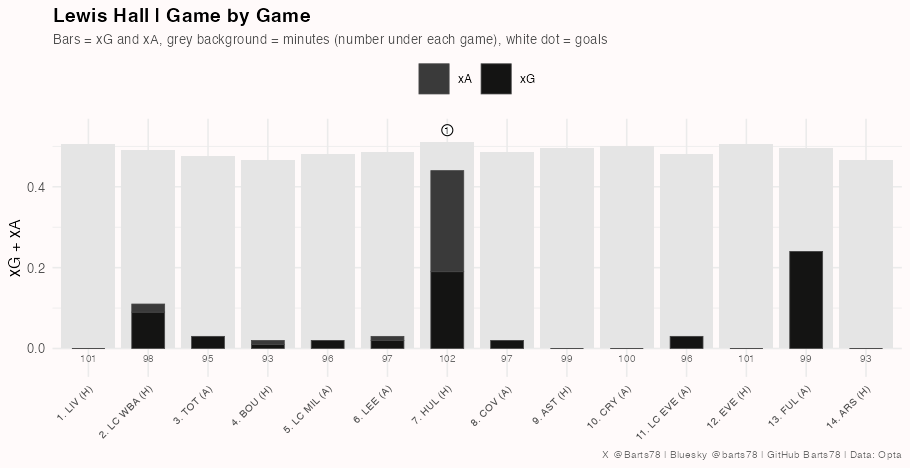 Lewis Hall | Game by Game
Bars = xG and xA, grey background = minutes (number under each game), white dot = goals
xA xG
1
xG + xA
0.4
0.2
0.0
101 98 95 93 96 97 102 97 99 100 96 101 99 93
1. LIV (H)
2. LC WBA (H)
3. TOT (A)
4. BOU (H)
5. LC MIL (A)
6. LEE (A)
7. HUL (H)
8. COV (A)
9. AST (H)
10. CRY (A)
11. LC EVE (A)
12. EVE (H)
13. FUL (A)
14. ARS (H)
X @Barts78 | Bluesky @barts78 | GitHub Barts78 | Data: Opta